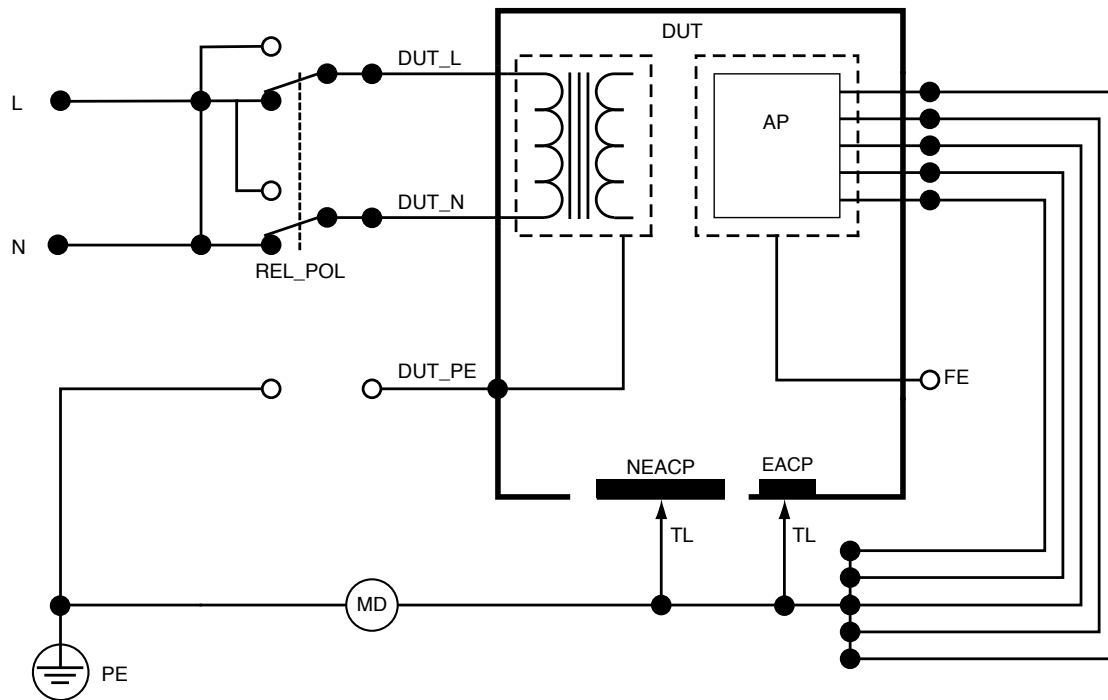 DUT
DUT_L
L
AP
DUT_N
N
REL_POL
DUT_PE
FE
NEACP
EACP
TL
TL
MD
PE